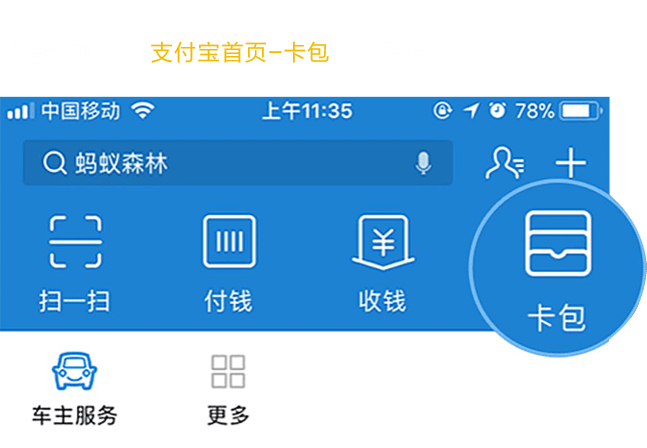 支付宝首页-卡包
中国移动 上午11:35 78%
蚂蚁森林
扫一扫 付钱 收钱 卡包
车主服务 更多